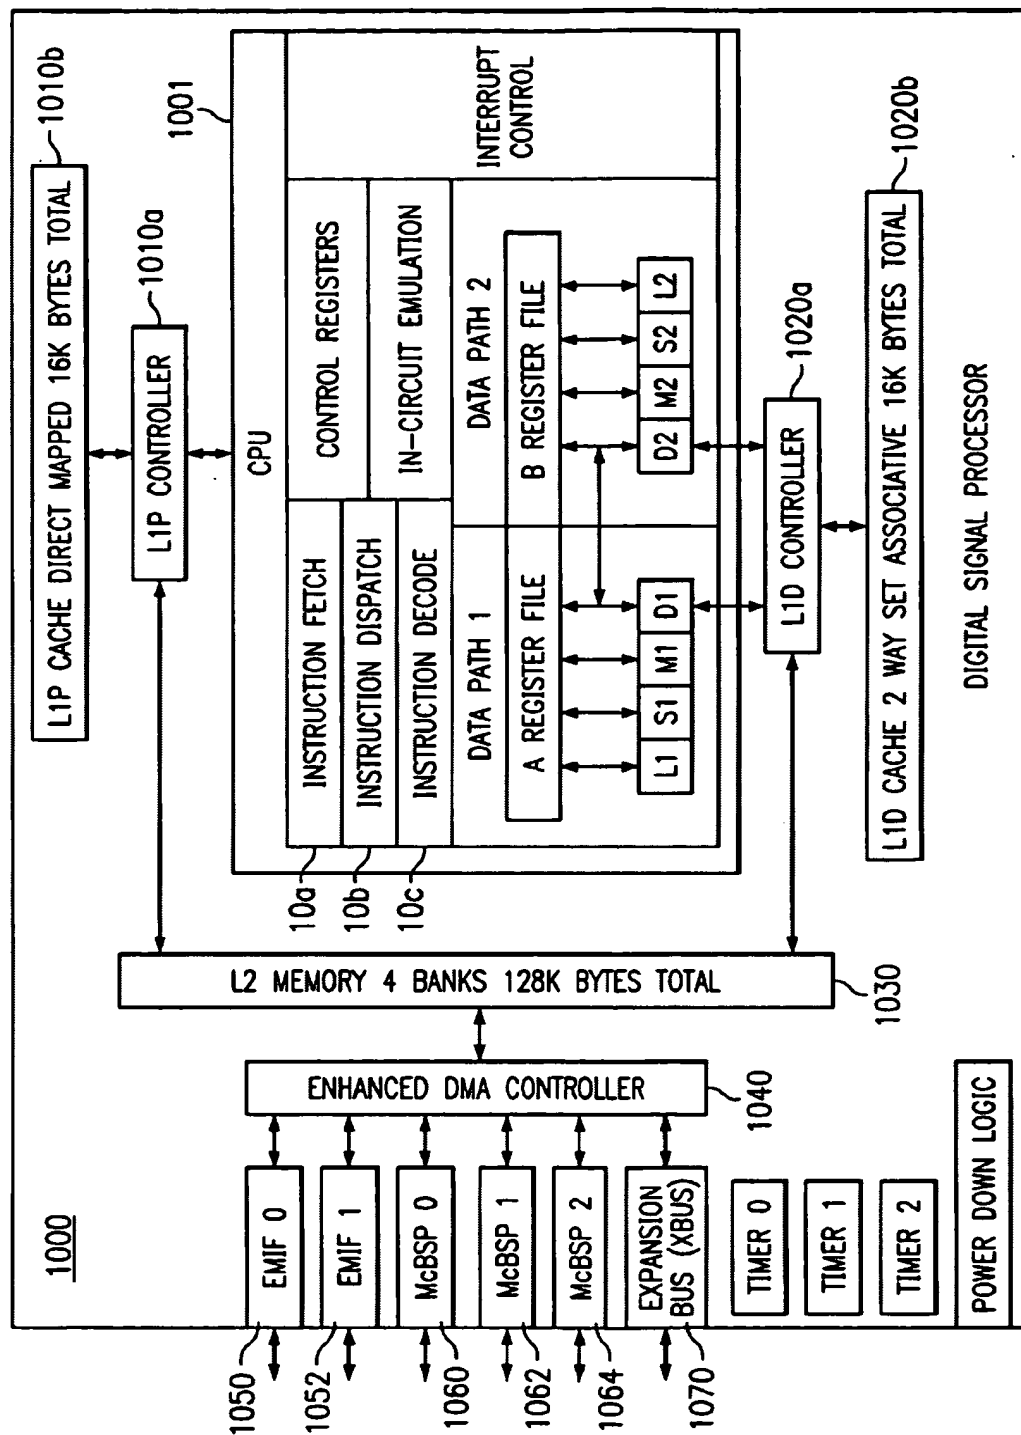 1000
1050
EMIF 0
1052
EMIF 1
1060
McBSP 0
1062
McBSP 1
1064
McBSP 2
1070
EXPANSION
BUS (XBUS)
TIMER 0
TIMER 1
TIMER 2
POWER DOWN LOGIC
ENHANCED DMA CONTROLLER
1040
L2 MEMORY 4 BANKS 128K BYTES TOTAL
1030
L1P CACHE DIRECT MAPPED 16K BYTES TOTAL
1010b
L1P CONTROLLER
1010a
1001
CPU
10a
INSTRUCTION FETCH
10b
INSTRUCTION DISPATCH
10c
INSTRUCTION DECODE
CONTROL REGISTERS
IN-CIRCUIT EMULATION
INTERRUPT
CONTROL
DATA PATH 1
A REGISTER FILE
L1 S1 M1 D1
DATA PATH 2
B REGISTER FILE
D2 M2 S2 L2
L1D CONTROLLER
1020a
L1D CACHE 2 WAY SET ASSOCIATIVE 16K BYTES TOTAL
1020b
DIGITAL SIGNAL PROCESSOR